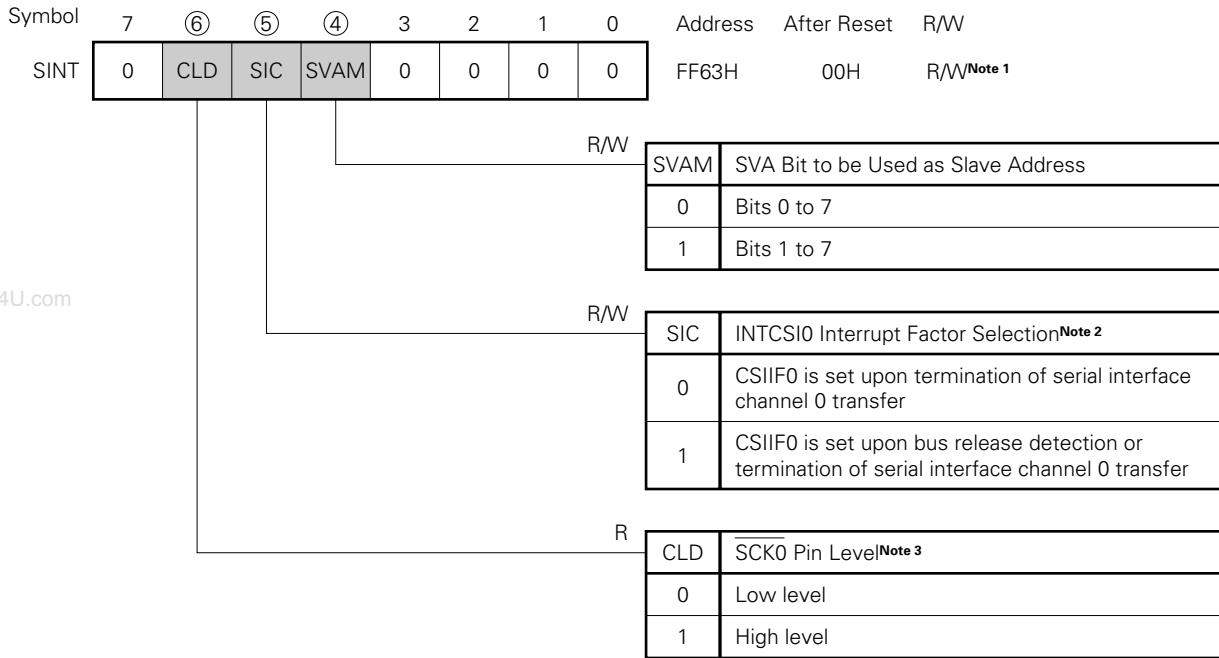 Symbol 7 ⑥ ⑤ ④ 3 2 1 0 Address After Reset R/W
SINT 0 CLD SIC SVAM 0 0 0 0 FF63H 00H R/WNote 1
R/W
SVAM SVA Bit to be Used as Slave Address
0 Bits 0 to 7
1 Bits 1 to 7
4U.com
R/W
SIC INTCSI0 Interrupt Factor SelectionNote 2
0 CSIIF0 is set upon termination of serial interface
channel 0 transfer
1 CSIIF0 is set upon bus release detection or
termination of serial interface channel 0 transfer
R
CLD SCK0 Pin LevelNote 3
0 Low level
1 High level